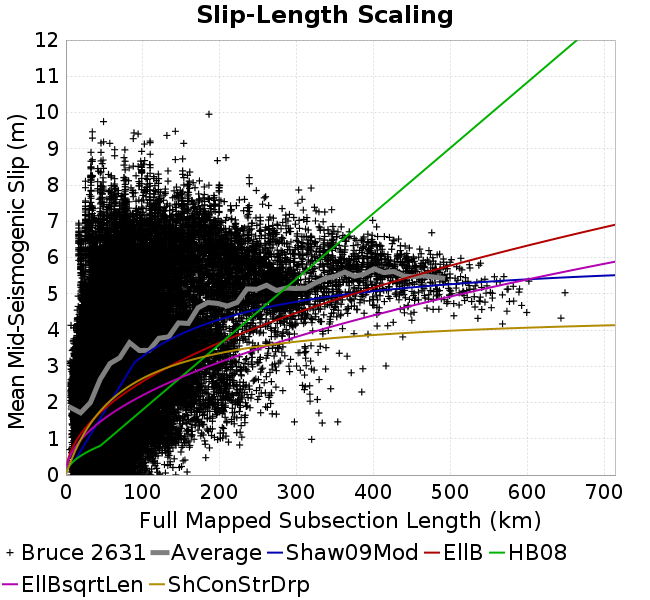 Slip-Length Scaling
Mean Mid-Seismogenic Slip (m)
12
11
10
9
8
7
6
5
4
3
2
1
0
0 100 200 300 400 500 600 700
Full Mapped Subsection Length (km)
Bruce 2631 Average Shaw09Mod EllB HB08
EllBsqrtLen ShConStrDrp